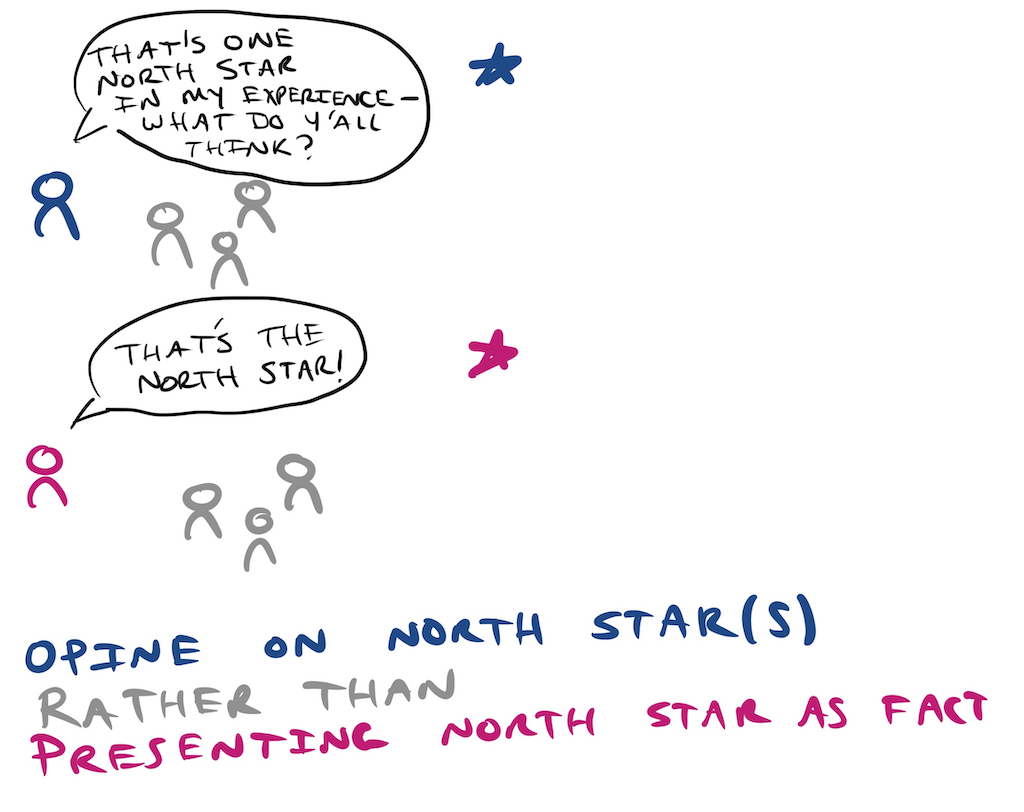 THAT'S ONE
NORTH STAR
IN MY EXPERIENCE-
WHAT DO Y'ALL
THINK?
THAT'S THE
NORTH STAR!
OPINE ON NORTH STAR(S)
RATHER THAN
PRESENTING NORTH STAR AS FACT